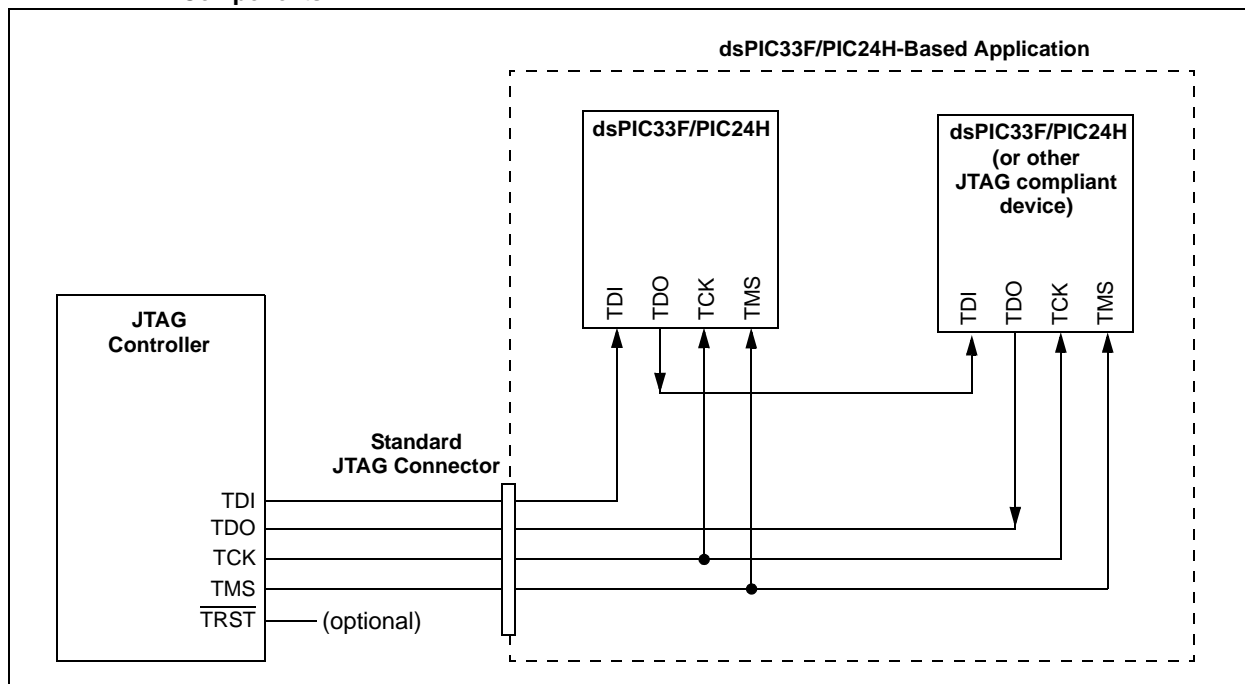 dsPIC33F/PIC24H-Based Application
dsPIC33F/PIC24H
dsPIC33F/PIC24H
(or other
JTAG compliant
device)
TDI
TDO
TCK
TMS
TDI
TDO
TCK
TMS
JTAG
Controller
Standard
JTAG Connector
TDI
TDO
TCK
TMS
TRST
(optional)